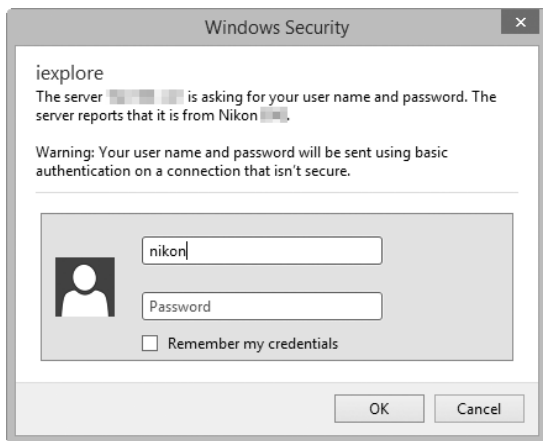 Windows Security
iexplore
The server is asking for your user name and password. The
server reports that it is from Nikon .
Warning: Your user name and password will be sent using basic
authentication on a connection that isn't secure.
nikon
Password
Remember my credentials
OK Cancel